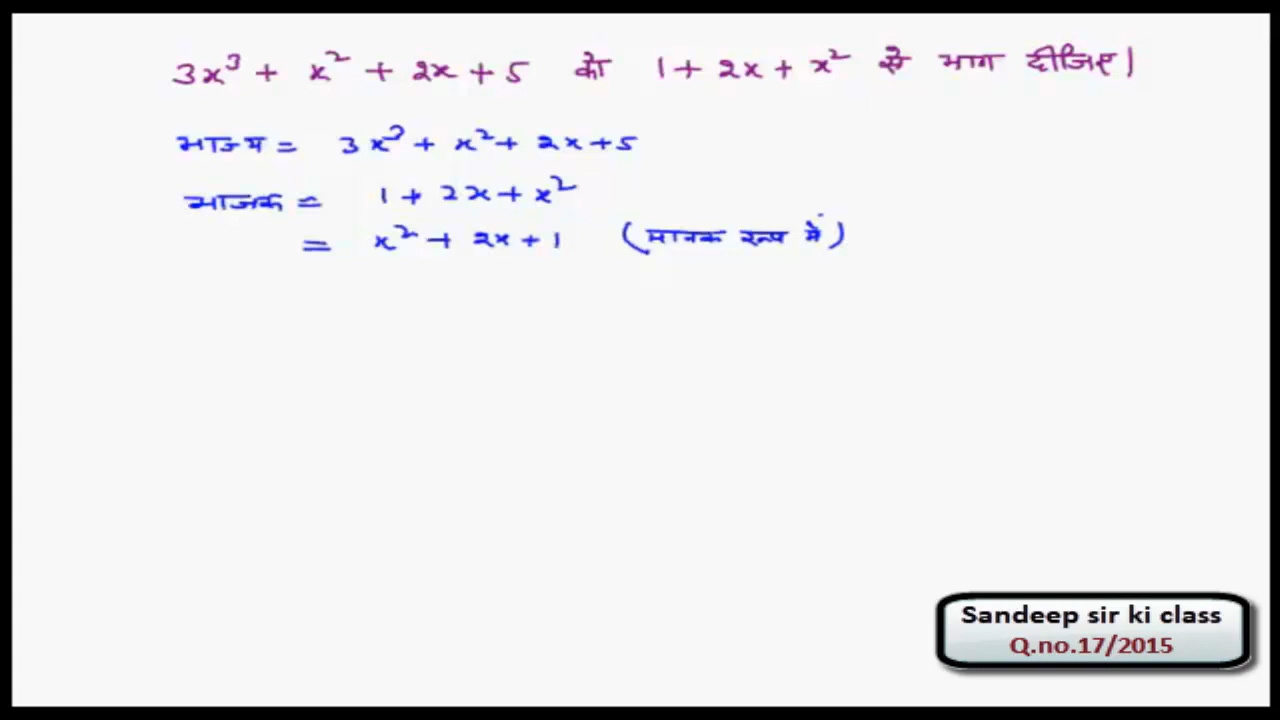 3x³ + x² + 2x + 5 को 1 + 2x + x² से भाग दीजिए।
भाज्य = 3x³ + x² + 2x + 5
भाजक = 1 + 2x + x²
= x² + 2x + 1 (मानक रूप में)
Sandeep sir ki class
Q.no.17/2015